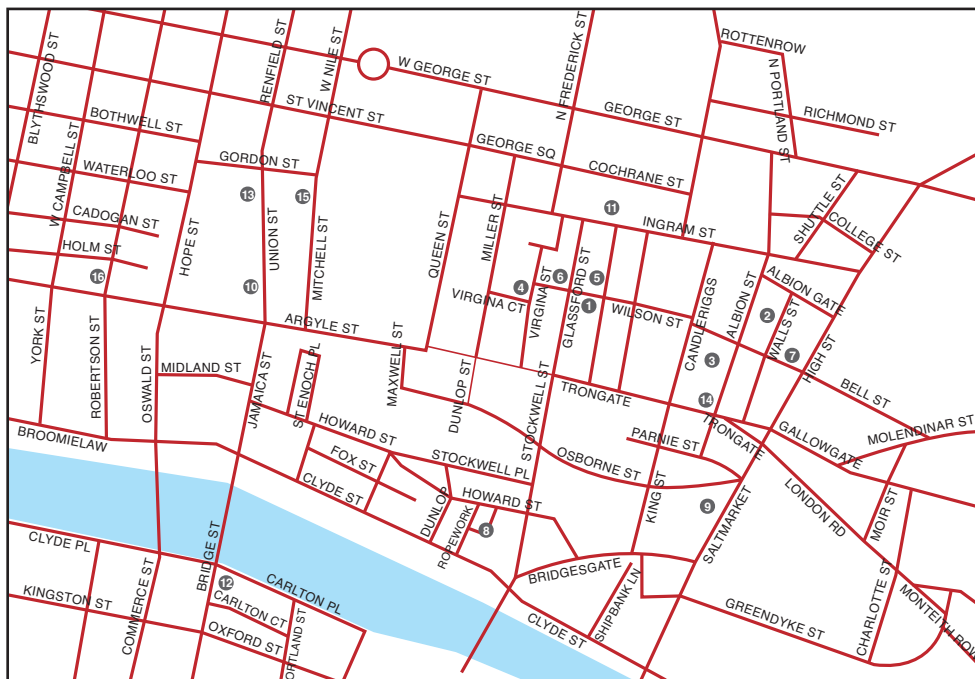 ROTTENROW
BLYTHSWOOD ST
RENFIELD ST
W NILE ST
N FREDERICK ST
W GEORGE ST
N PORTLAND ST
ST VINCENT ST
GEORGE ST
RICHMOND ST
BOTHWELL ST
GEORGE SQ
GORDON ST
COCHRANE ST
WATERLOO ST
W CAMPBELL ST
13
15
11
SHUTTLE ST
COLLEGE ST
CADOGAN ST
INGRAM ST
HOLM ST
HOPE ST
UNION ST
MITCHELL ST
QUEEN ST
MILLER ST
16
10
4
6
5
VIRGINIA ST
GLASSFORD ST
ALBION GATE
VIRGINA CT
1
WILSON ST
CANDLERIGGS
ALBION ST
2
WALLS ST
ARGYLE ST
YORK ST
ROBERTSON ST
OSWALD ST
MIDLAND ST
JAMAICA ST
ST ENOCH PL
MAXWELL ST
DUNLOP ST
STOCKWELL ST
TRONGATE
3
7
HIGH ST
BELL ST
14
TRONGATE
GALLOWGATE
MOLENDINAR ST
BROOMIELAW
HOWARD ST
PARNIE ST
FOX ST
STOCKWELL PL
OSBORNE ST
CLYDE ST
HOWARD ST
KING ST
9
SALTMARKET
LONDON RD
MOIR ST
DUNLOP
ROPEWORK
8
CLYDE PL
BRIDGE ST
BRIDGESGATE
12
CARLTON PL
KINGSTON ST
COMMERCE ST
CARLTON CT
OXFORD ST
PORTLAND ST
CLYDE ST
SHIPBANK LN
GREENDYKE ST
CHARLOTTE ST
MONTEITH ROW